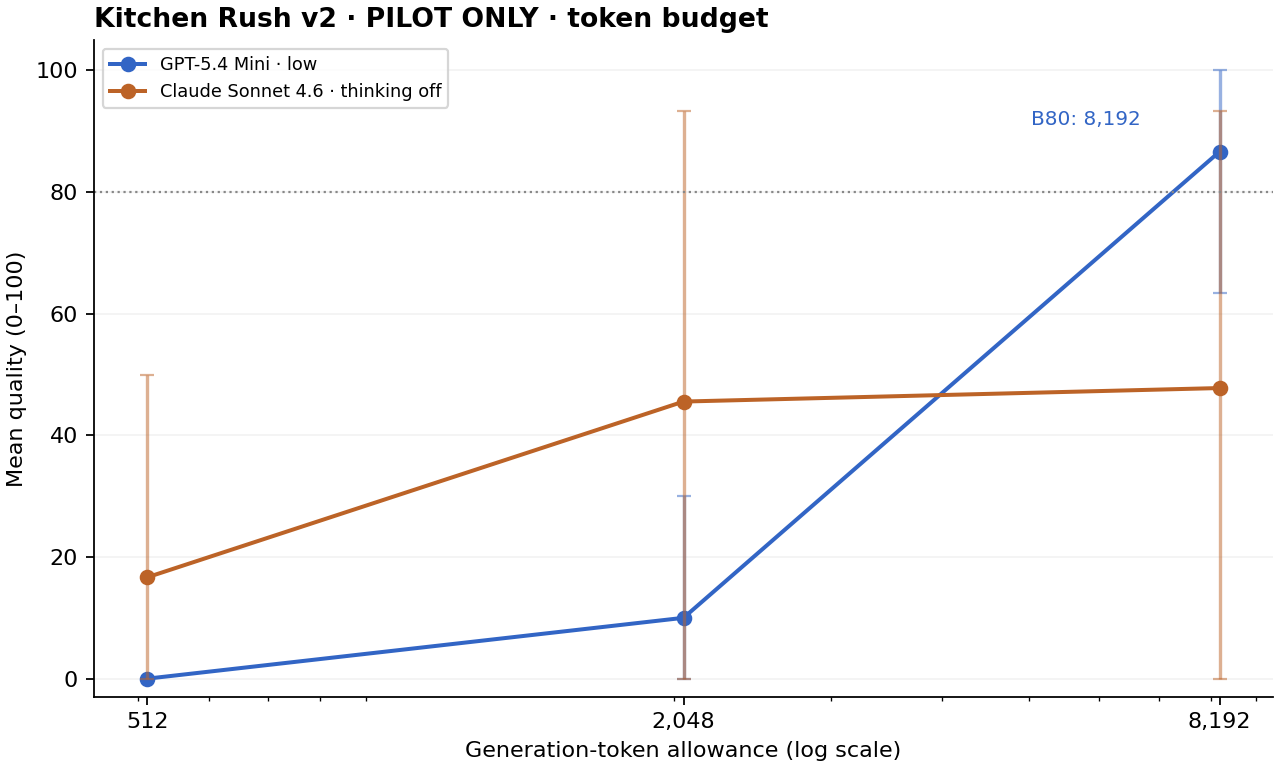 Kitchen Rush v2 · PILOT ONLY · token budget
GPT-5.4 Mini · low
Claude Sonnet 4.6 · thinking off
B80: 8,192
100
80
60
40
20
0
Mean quality (0–100)
512
2,048
8,192
Generation-token allowance (log scale)